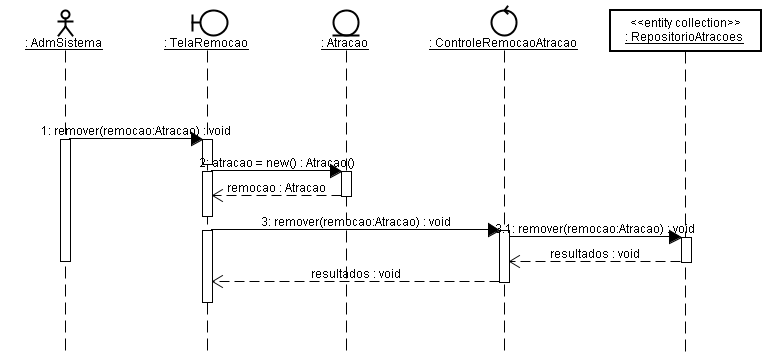 : AdmSistema
: TelaRemocao
: Atracao
: ControleRemocaoAtracao
<<entity collection>>
: RepositorioAtracoes
1: remover(remocao:Atracao) : void
2: atracao = new() : Atracao()
remocao : Atracao
3: remover(remocao:Atracao) : void
3.1: remover(remocao:Atracao) : void
resultados : void
resultados : void